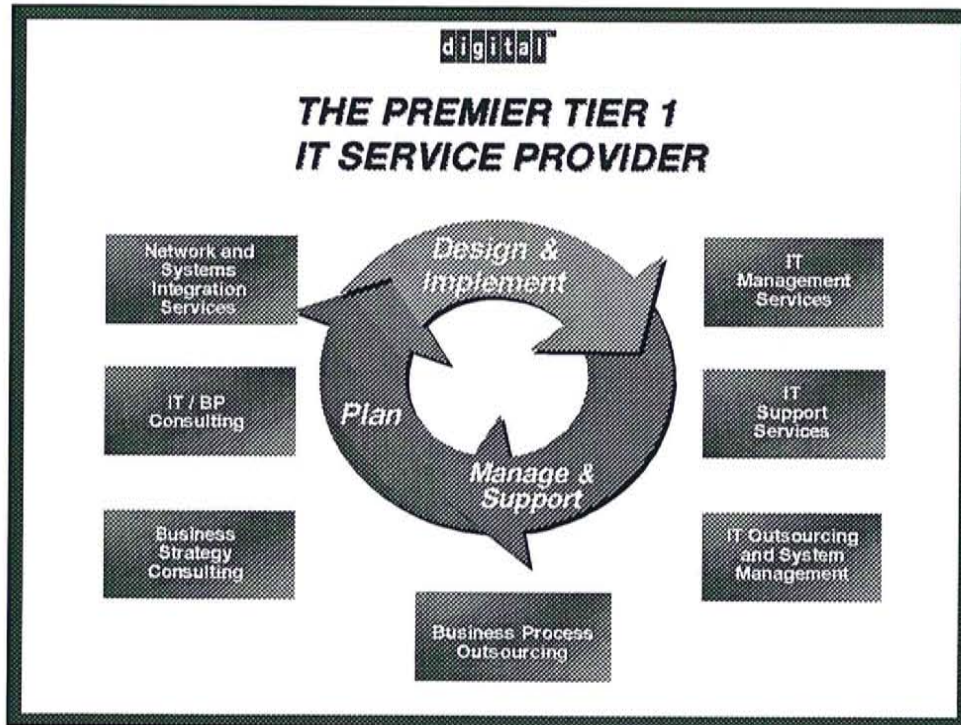 digital™
THE PREMIER TIER 1
IT SERVICE PROVIDER
Network and
Systems
Integration
Services
Design &
Implement
IT
Management
Services
IT / BP
Consulting
Plan
IT
Support
Services
Manage &
Support
Business
Strategy
Consulting
IT Outsourcing
and System
Management
Business Process
Outsourcing